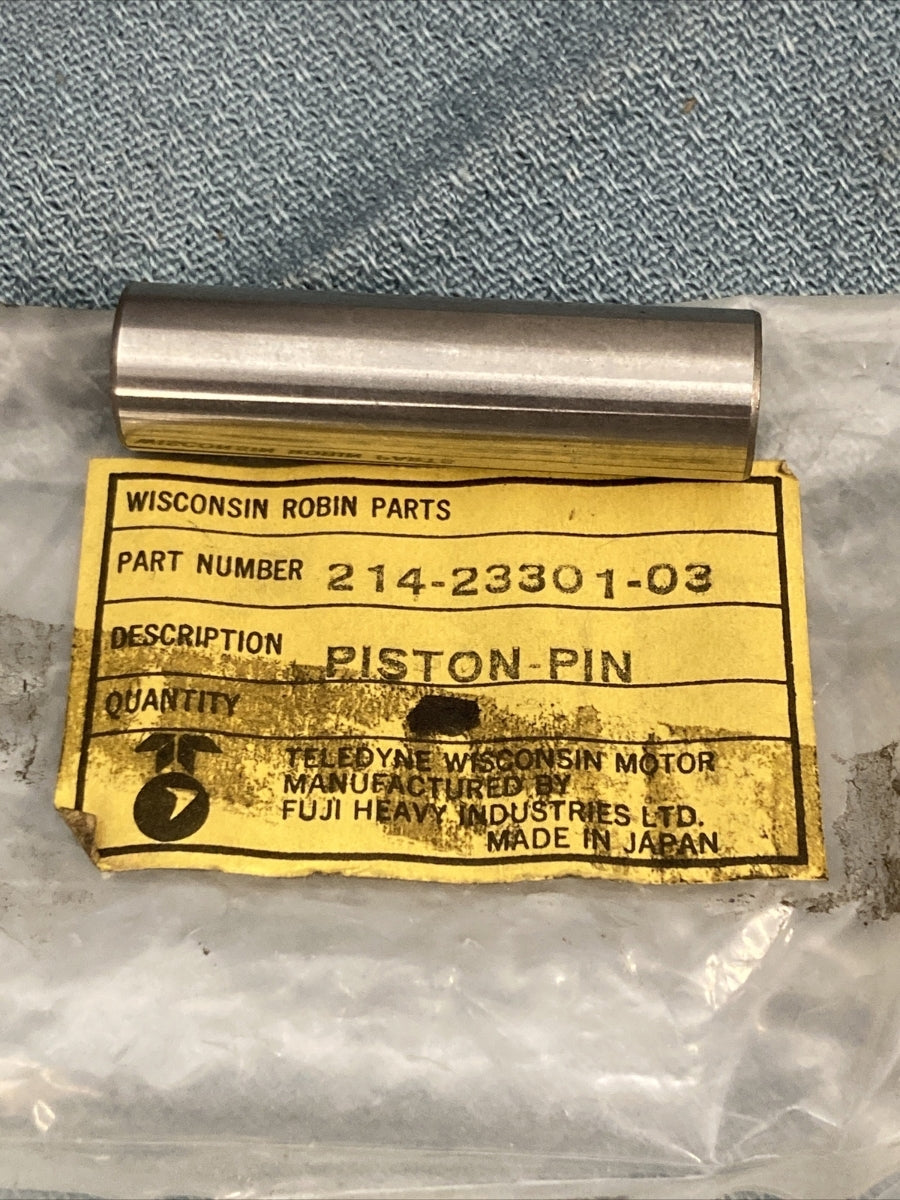 WISCONSIN ROBIN PARTS
PART NUMBER 214-23301-03
DESCRIPTION PISTON-PIN
QUANTITY
TELEDYNE WISCONSIN MOTOR
MANUFACTURED BY
FUJI HEAVY INDUSTRIES LTD.
MADE IN JAPAN